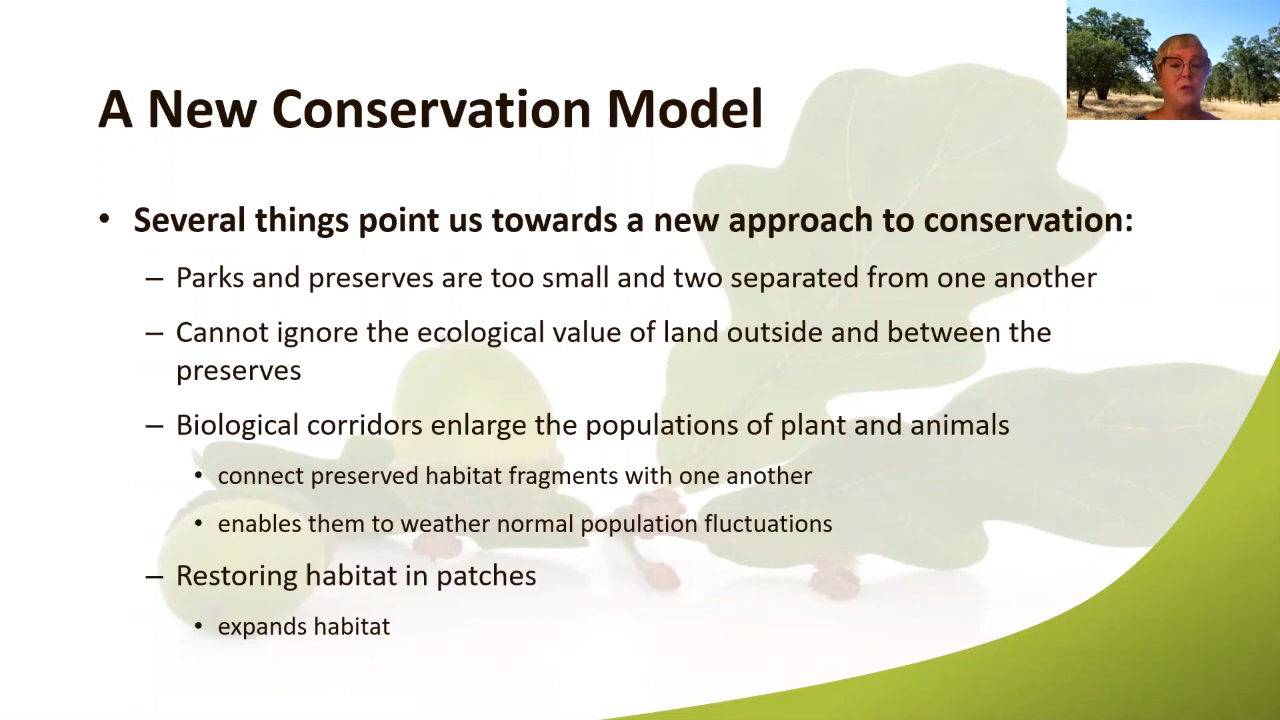 A New Conservation Model
• Several things point us towards a new approach to conservation:
– Parks and preserves are too small and two separated from one another
– Cannot ignore the ecological value of land outside and between the
preserves
– Biological corridors enlarge the populations of plant and animals
• connect preserved habitat fragments with one another
• enables them to weather normal population fluctuations
– Restoring habitat in patches
• expands habitat